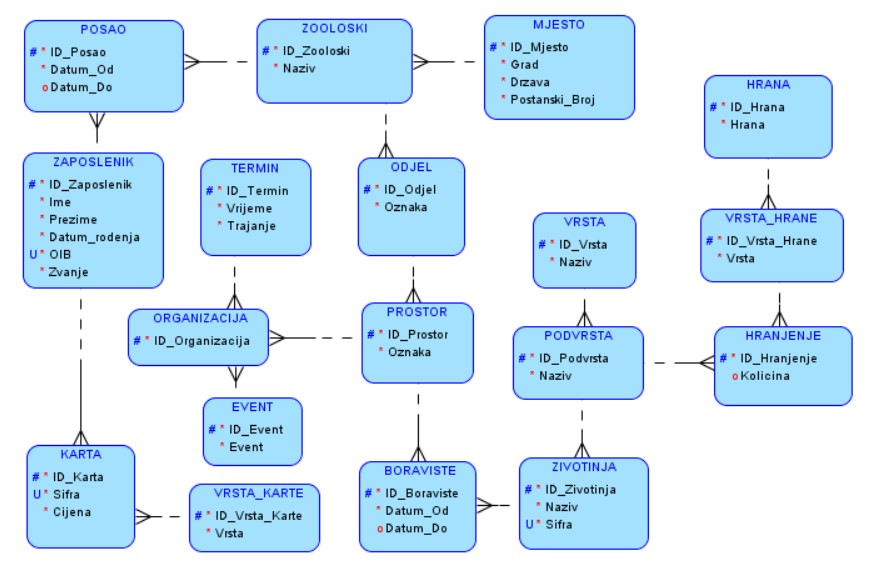 POSAO
# * ID_Posao
* Datum_Od
o Datum_Do
ZOOLOSKI
# * ID_Zooloski
* Naziv
MJESTO
# * ID_Mjesto
* Grad
* Drzava
* Postanski_Broj
HRANA
# * ID_Hrana
* Hrana
ZAPOSLENIK
# * ID_Zaposlenik
* Ime
* Prezime
* Datum_rodenja
U * OIB
* Zvanje
TERMIN
# * ID_Termin
* Vrijeme
* Trajanje
ODJEL
# * ID_Odjel
* Oznaka
VRSTA
# * ID_Vrsta
* Naziv
VRSTA_HRANE
# * ID_Vrsta_Hrane
* Vrsta
ORGANIZACIJA
# * ID_Organizacija
PROSTOR
# * ID_Prostor
* Oznaka
PODVRSTA
# * ID_Podvrsta
* Naziv
HRANJENJE
# * ID_Hranjenje
o Kolicina
EVENT
# * ID_Event
* Event
KARTA
# * ID_Karta
U * Sifra
* Cijena
VRSTA_KARTE
# * ID_Vrsta_Karte
* Vrsta
BORAVISTE
# * ID_Boraviste
* Datum_Od
o Datum_Do
ZIVOTINJA
# * ID_Zivotinja
* Naziv
U * Sifra